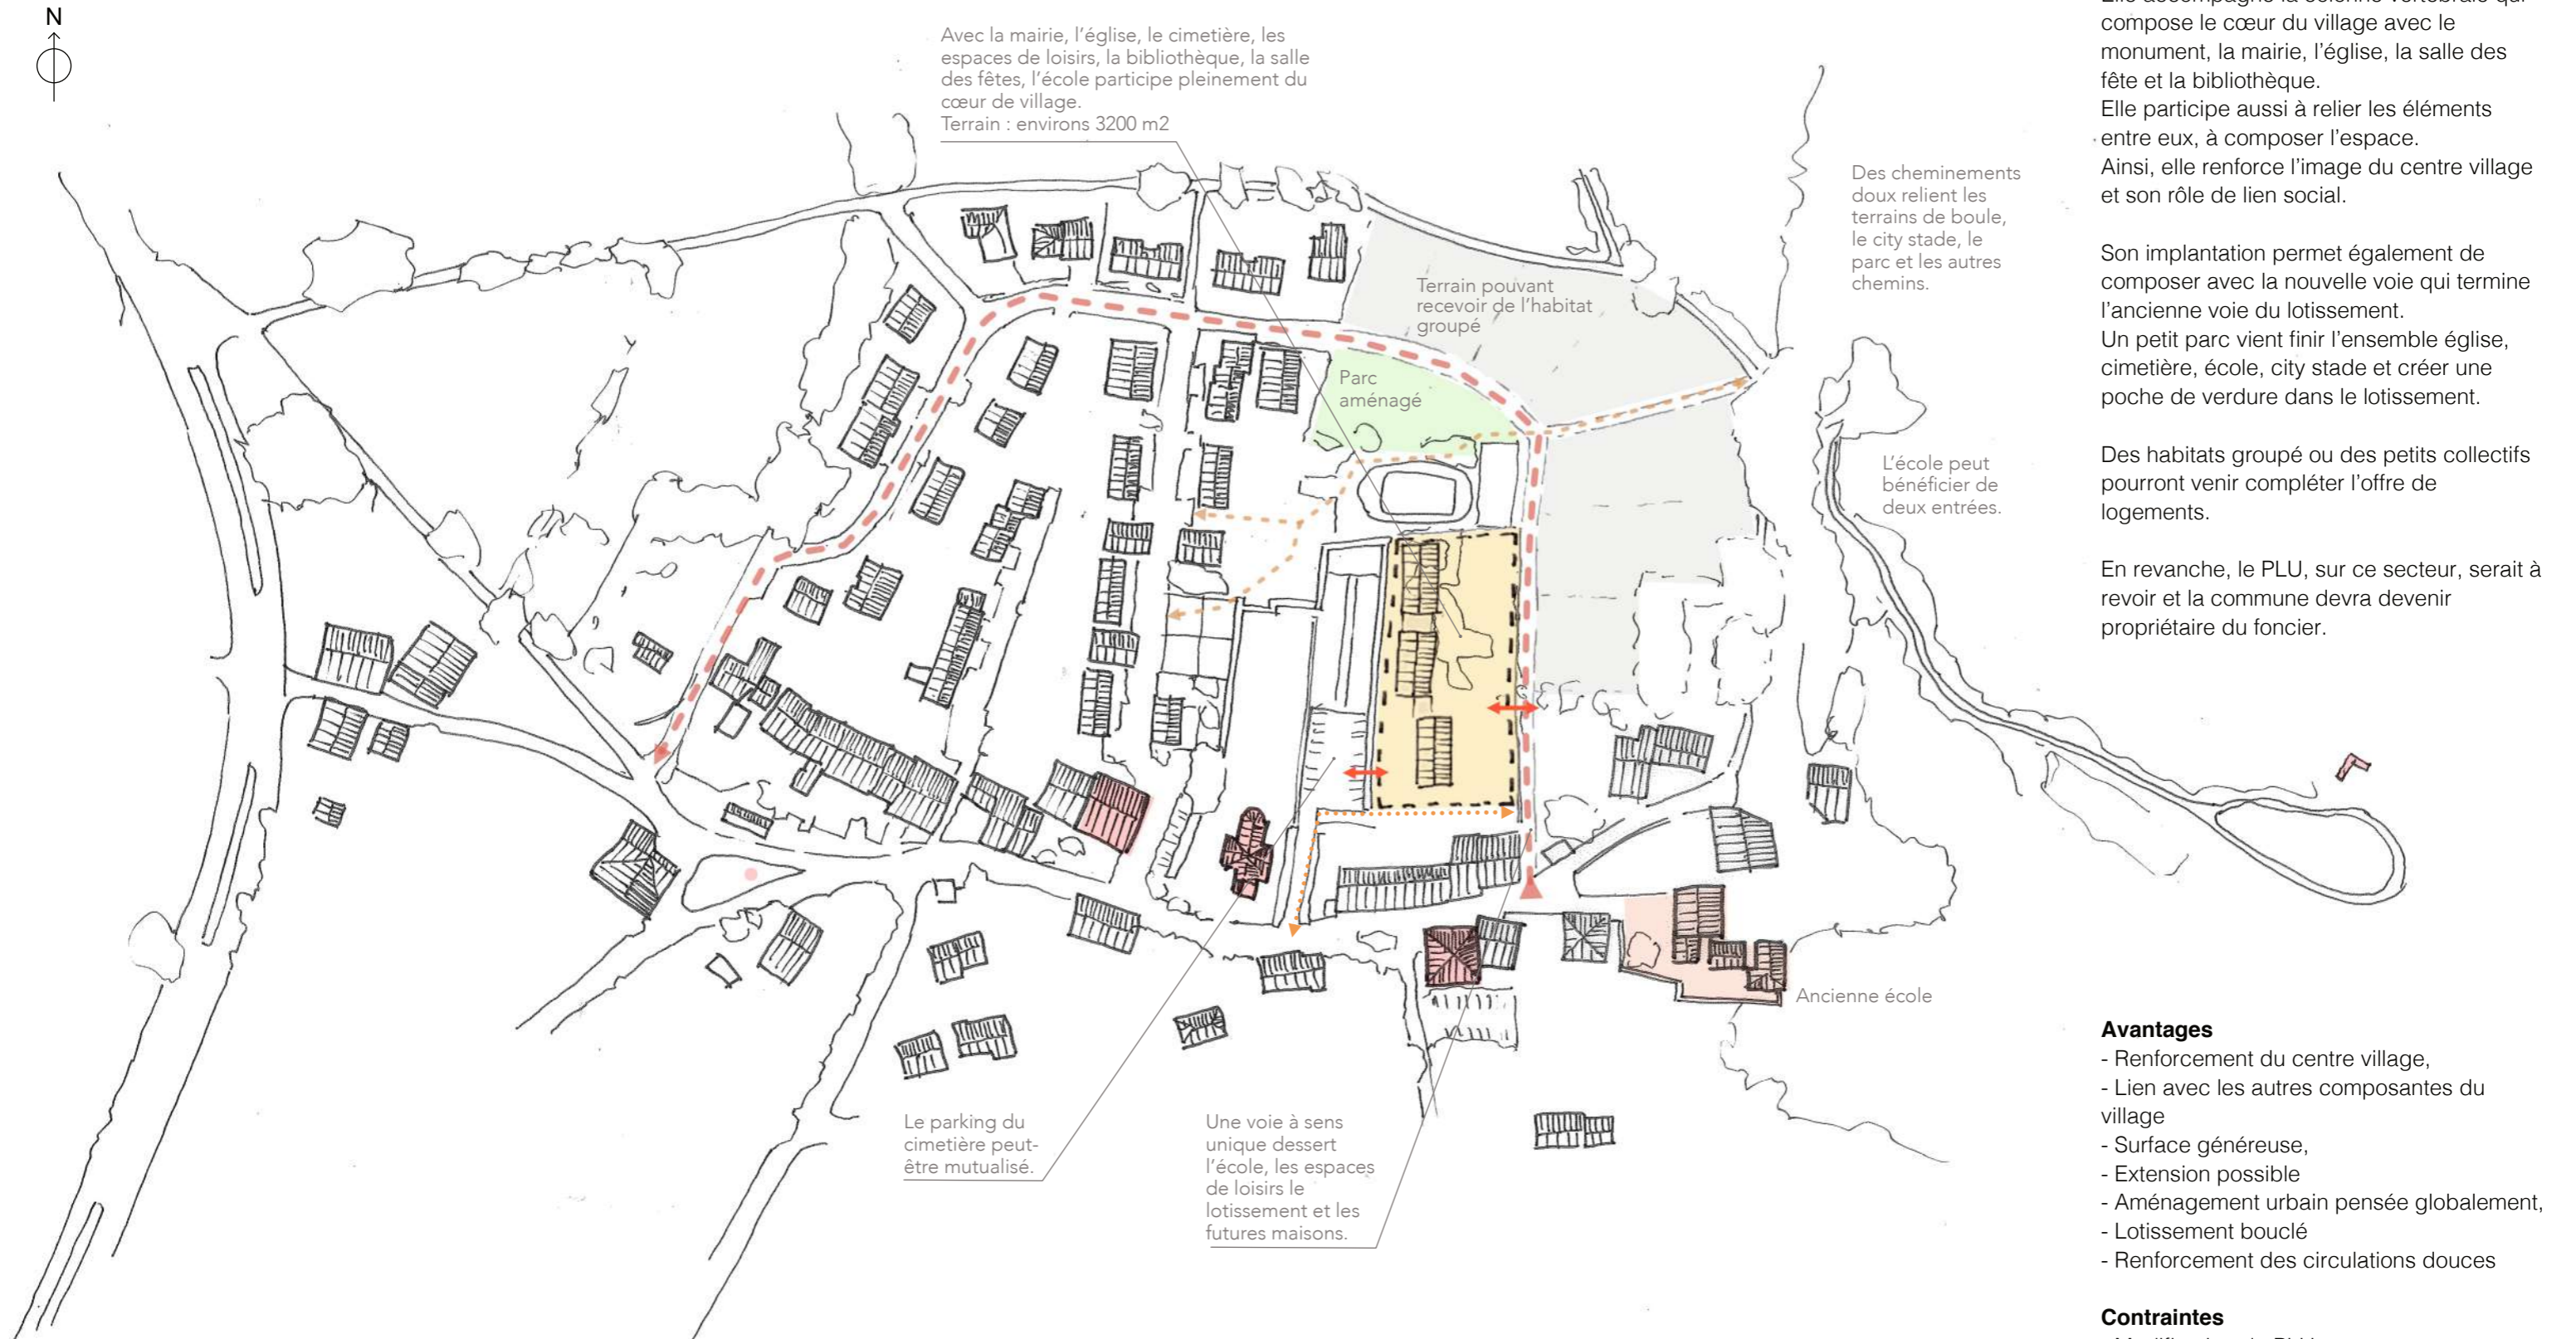 N
Avec la mairie, l'église, le cimetière, les
espaces de loisirs, la bibliothèque, la salle
des fêtes, l'école participe pleinement du
cœur de village.
Terrain : environs 3200 m2
Des cheminements
doux relient les
terrains de boule,
le city stade, le
parc et les autres
chemins.
Terrain pouvant
recevoir de l'habitat
groupé
Parc
aménagé
L'école peut
bénéficier de
deux entrées.
Ancienne école
Le parking du
cimetière peut-
être mutualisé.
Une voie à sens
unique dessert
l'école, les espaces
de loisirs le
lotissement et les
futures maisons.
compose le cœur du village avec le
monument, la mairie, l'église, la salle des
fête et la bibliothèque.
Elle participe aussi à relier les éléments
entre eux, à composer l'espace.
Ainsi, elle renforce l'image du centre village
et son rôle de lien social.
Son implantation permet également de
composer avec la nouvelle voie qui termine
l'ancienne voie du lotissement.
Un petit parc vient finir l'ensemble église,
cimetière, école, city stade et créer une
poche de verdure dans le lotissement.
Des habitats groupé ou des petits collectifs
pourront venir compléter l'offre de
logements.
En revanche, le PLU, sur ce secteur, serait à
revoir et la commune devra devenir
propriétaire du foncier.
Avantages
- Renforcement du centre village,
- Lien avec les autres composantes du
village
- Surface généreuse,
- Extension possible
- Aménagement urbain pensée globalement,
- Lotissement bouclé
- Renforcement des circulations douces
Contraintes